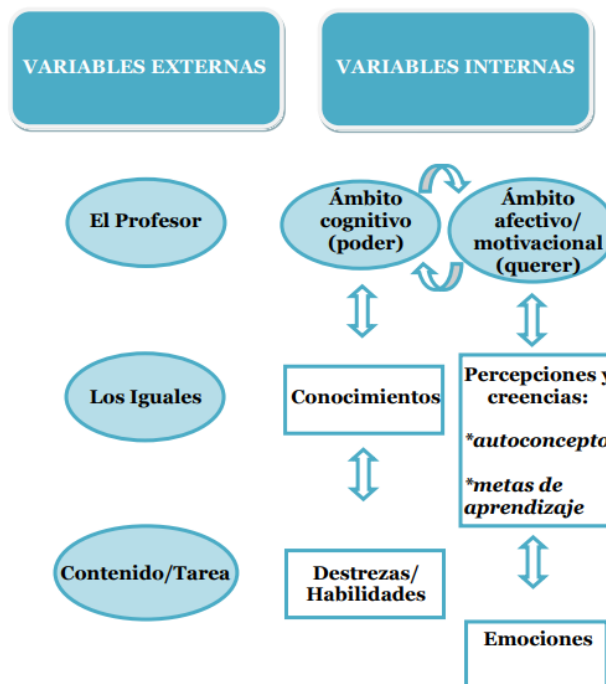 VARIABLES EXTERNAS
VARIABLES INTERNAS
El Profesor
Ámbito
cognitivo
(poder)
Ámbito
afectivo/
motivacional
(querer)
Los Iguales
Conocimientos
Percepciones y
creencias:
*autoconcepto
*metas de
aprendizaje
Contenido/Tarea
Destrezas/
Habilidades
Emociones